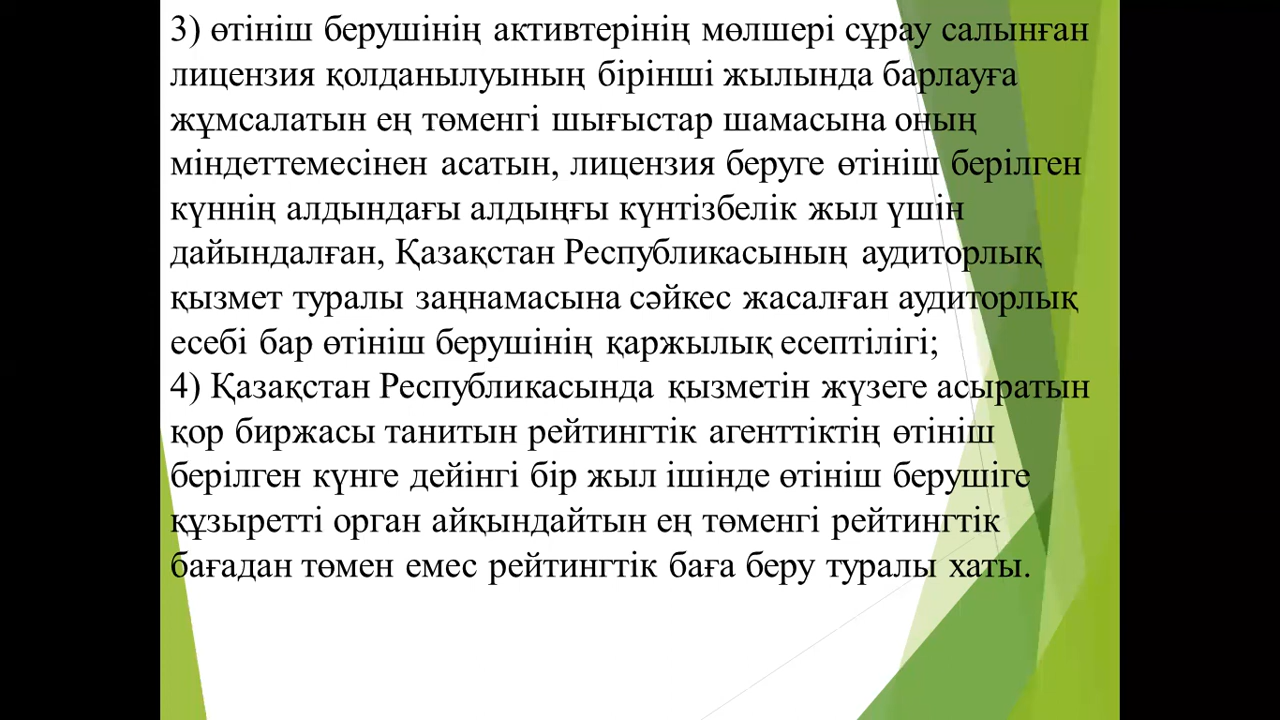 3) өтініш берушінің активтерінің мөлшері сұрау салынған
лицензия қолданылуының бірінші жылында барлауға
жұмсалатын ең төменгі шығыстар шамасына оның
міндеттемесінен асатын, лицензия беруге өтініш берілген
күннің алдындағы алдыңғы күнтізбелік жыл үшін
дайындалған, Қазақстан Республикасының аудиторлық
қызмет туралы заңнамасына сәйкес жасалған аудиторлық
есебі бар өтініш берушінің қаржылық есептілігі;
4) Қазақстан Республикасында қызметін жүзеге асыратын
қор биржасы танитын рейтингтік агенттіктің өтініш
берілген күнге дейінгі бір жыл ішінде өтініш берушіге
құзыретті орган айқындайтын ең төменгі рейтингтік
бағадан төмен емес рейтингтік баға беру туралы хаты.